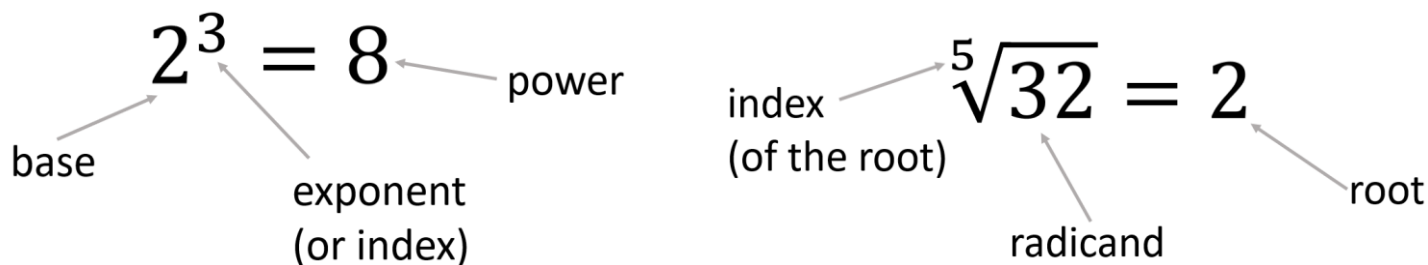 2³ = 8
power
base
exponent
(or index)
⁵√32 = 2
index
(of the root)
root
radicand